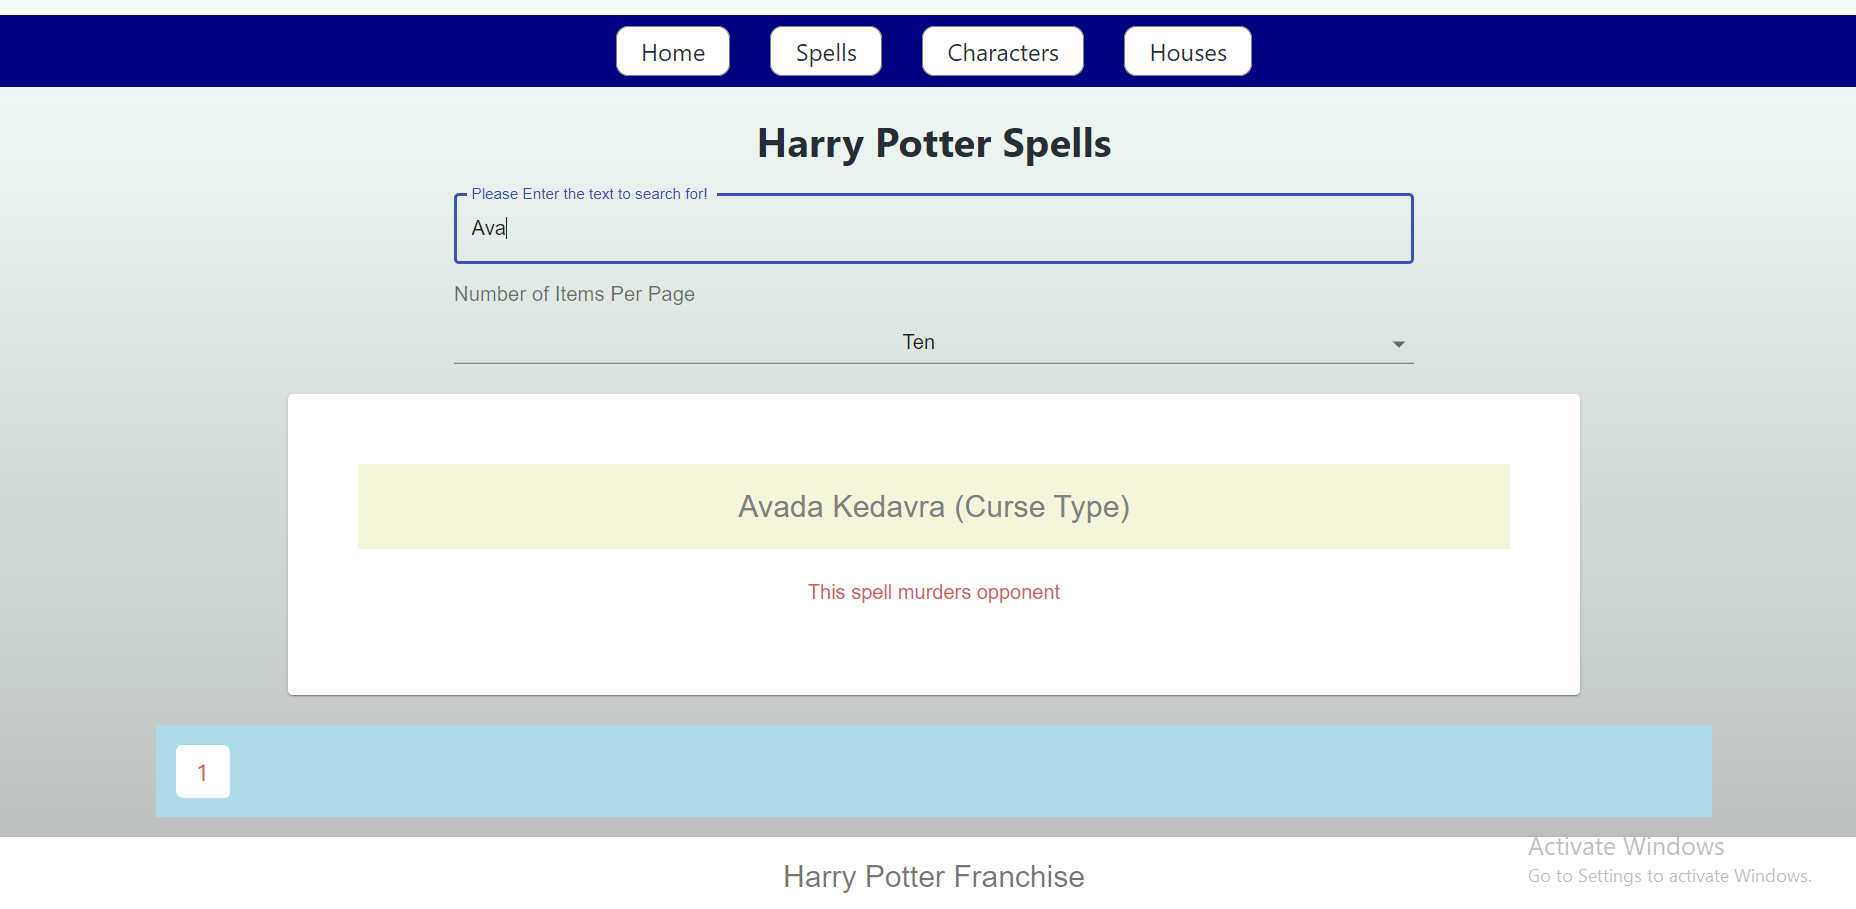 Home Spells Characters Houses
Harry Potter Spells
Please Enter the text to search for!
Ava
Number of Items Per Page
Ten
Avada Kedavra (Curse Type)
This spell murders opponent
1
Harry Potter Franchise
Activate Windows
Go to Settings to activate Windows.